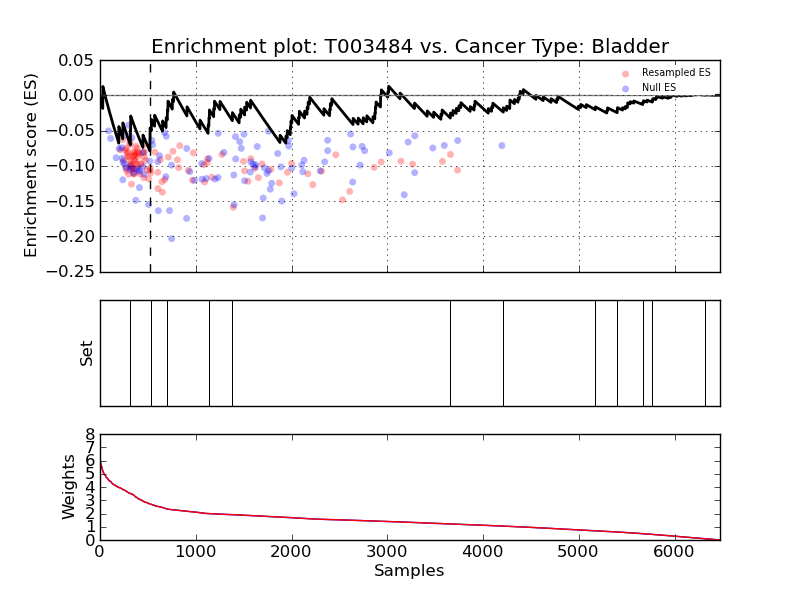 Enrichment plot: T003484 vs. Cancer Type: Bladder
Enrichment score (ES)
0.05
0.00
−0.05
−0.10
−0.15
−0.20
−0.25
Resampled ES
Null ES
Set
Weights
8
7
6
5
4
3
2
1
0
0 1000 2000 3000 4000 5000 6000
Samples